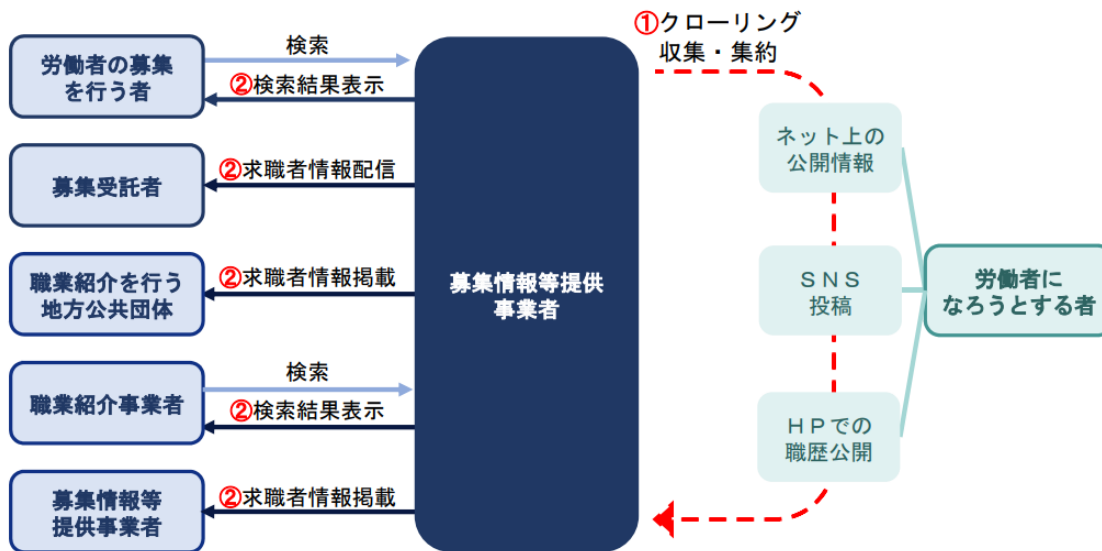 労働者の募集
を行う者
検索
②検索結果表示
募集受託者
②求職者情報配信
職業紹介を行う
地方公共団体
②求職者情報掲載
職業紹介事業者
検索
②検索結果表示
募集情報等
提供事業者
②求職者情報掲載
募集情報等提供
事業者
①クローリング
収集・集約
ネット上の
公開情報
ＳＮＳ
投稿
ＨＰでの
職歴公開
労働者に
なろうとする者